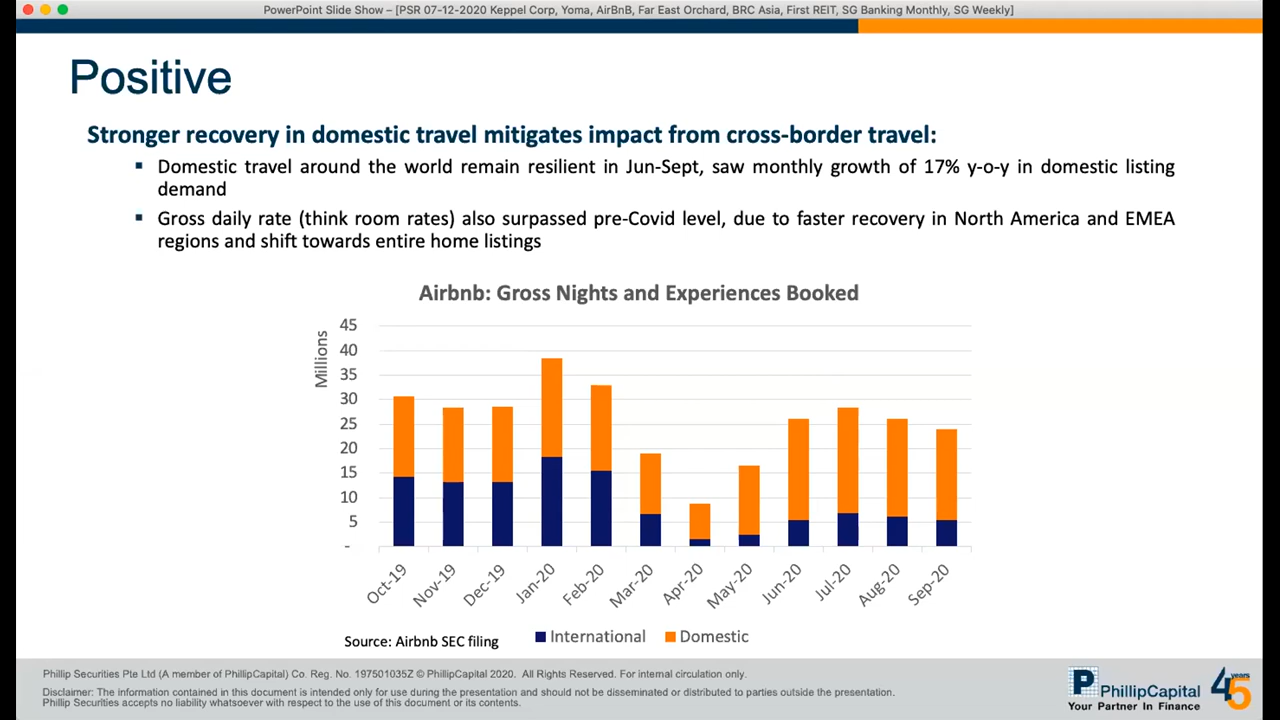 PowerPoint Slide Show – [PSR 07-12-2020 Keppel Corp, Yoma, AirBnB, Far East Orchard, BRC Asia, First REIT, SG Banking Monthly, SG Weekly]
Positive
Stronger recovery in domestic travel mitigates impact from cross-border travel:
▪ Domestic travel around the world remain resilient in Jun-Sept, saw monthly growth of 17% y-o-y in domestic listing
demand
▪ Gross daily rate (think room rates) also surpassed pre-Covid level, due to faster recovery in North America and EMEA
regions and shift towards entire home listings
Airbnb: Gross Nights and Experiences Booked
Millions
45
40
35
30
25
20
15
10
5
-
Oct-19
Nov-19
Dec-19
Jan-20
Feb-20
Mar-20
Apr-20
May-20
Jun-20
Jul-20
Aug-20
Sep-20
Source: Airbnb SEC filing
International
Domestic
Phillip Securities Pte Ltd (A member of PhillipCapital) Co. Reg. No. 197501035Z © PhillipCapital 2020. All Rights Reserved. For internal circulation only.
Disclaimer: The information contained in this document is intended only for use during the presentation and should not be disseminated or distributed to parties outside the presentation.
Phillip Securities accepts no liability whatsoever with respect to the use of this document or its contents.
P PhillipCapital
Your Partner In Finance
45 years